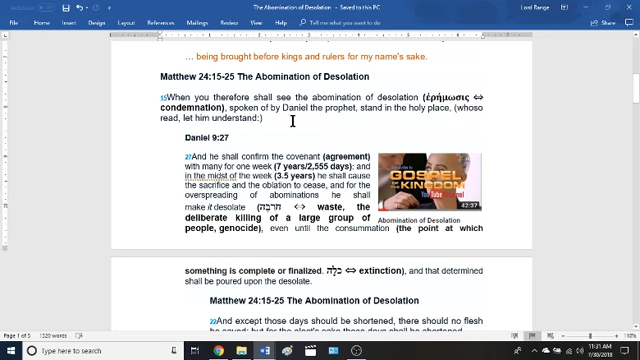 The Abomination of Desolation - Saved to this PC
Lord Range
File Home Insert Draw Design Layout References Mailings Review View Help Tell me what you want to do
... being brought before kings and rulers for my name's sake.
Matthew 24:15-25 The Abomination of Desolation
15When you therefore shall see the abomination of desolation (ἐρήμωσις ⇔
condemnation), spoken of by Daniel the prophet, stand in the holy place, (whoso
read, let him understand:)
Daniel 9:27
27And he shall confirm the covenant (agreement)
with many for one week (7 years/2,555 days): and
in the midst of the week (3.5 years) he shall cause
the sacrifice and the oblation to cease, and for the
overspreading of abominations he shall
make it desolate (חרבה ⇔ waste, the
deliberate killing of a large group of
people, genocide), even until the consummation (the point at which
GOSPEL
OF THE
KINGDOM
YouTube Channel
42:37
Abomination of Desolation
something is complete or finalized. כלה ⇔ extinction), and that determined
shall be poured upon the desolate.
Matthew 24:15-25 The Abomination of Desolation
22And except those days should be shortened, there should no flesh
Page 1 of 5 1320 words
Type here to search
11:31 AM
7/30/2018